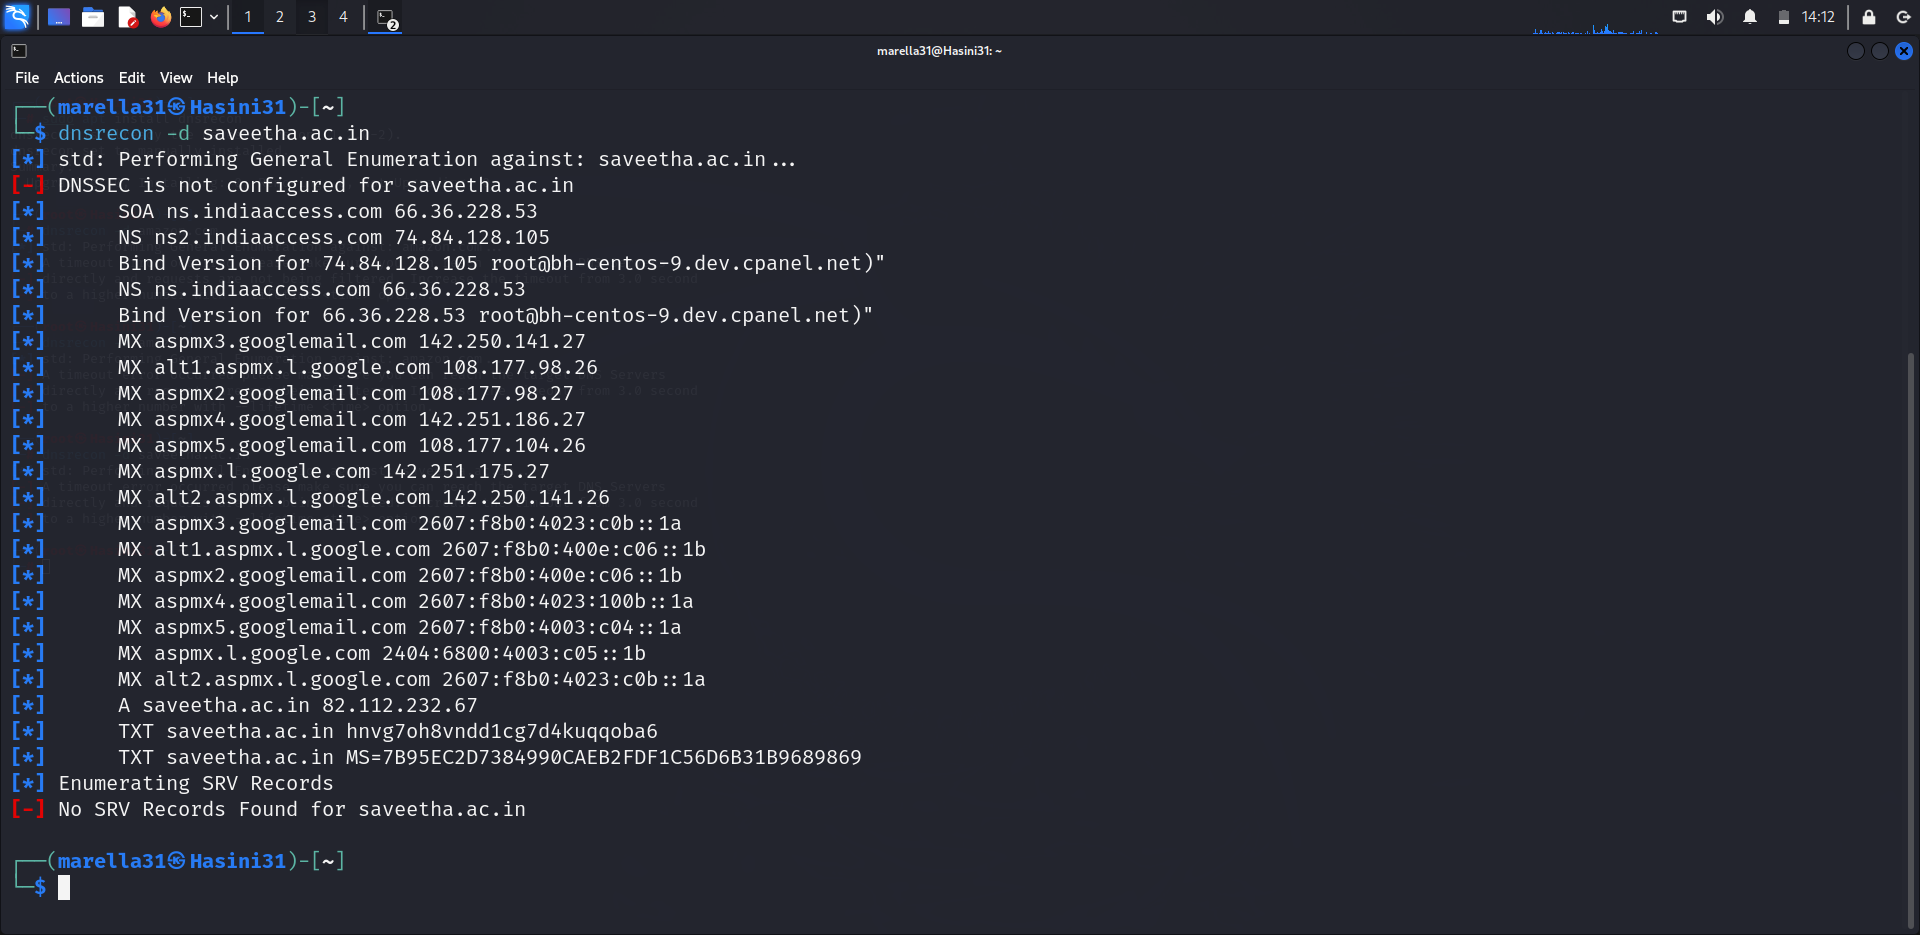 1 2 3 4 2 14:12
marella31@Hasini31: ~
File Actions Edit View Help
┌──(marella31㉿Hasini31)-[~]
└─$ dnsrecon -d saveetha.ac.in
[*] std: Performing General Enumeration against: saveetha.ac.in...
[-] DNSSEC is not configured for saveetha.ac.in
[*] SOA ns.indiaaccess.com 66.36.228.53
[*] NS ns2.indiaaccess.com 74.84.128.105
[*] Bind Version for 74.84.128.105 root@bh-centos-9.dev.cpanel.net)"
[*] NS ns.indiaaccess.com 66.36.228.53
[*] Bind Version for 66.36.228.53 root@bh-centos-9.dev.cpanel.net)"
[*] MX aspmx3.googlemail.com 142.250.141.27
[*] MX alt1.aspmx.l.google.com 108.177.98.26
[*] MX aspmx2.googlemail.com 108.177.98.27
[*] MX aspmx4.googlemail.com 142.251.186.27
[*] MX aspmx5.googlemail.com 108.177.104.26
[*] MX aspmx.l.google.com 142.251.175.27
[*] MX alt2.aspmx.l.google.com 142.250.141.26
[*] MX aspmx3.googlemail.com 2607:f8b0:4023:c0b::1a
[*] MX alt1.aspmx.l.google.com 2607:f8b0:400e:c06::1b
[*] MX aspmx2.googlemail.com 2607:f8b0:400e:c06::1b
[*] MX aspmx4.googlemail.com 2607:f8b0:4023:100b::1a
[*] MX aspmx5.googlemail.com 2607:f8b0:4003:c04::1a
[*] MX aspmx.l.google.com 2404:6800:4003:c05::1b
[*] MX alt2.aspmx.l.google.com 2607:f8b0:4023:c0b::1a
[*] A saveetha.ac.in 82.112.232.67
[*] TXT saveetha.ac.in hnvg7oh8vndd1cg7d4kuqqoba6
[*] TXT saveetha.ac.in MS=7B95EC2D7384990CAEB2FDF1C56D6B31B9689869
[*] Enumerating SRV Records
[-] No SRV Records Found for saveetha.ac.in
┌──(marella31㉿Hasini31)-[~]
└─$